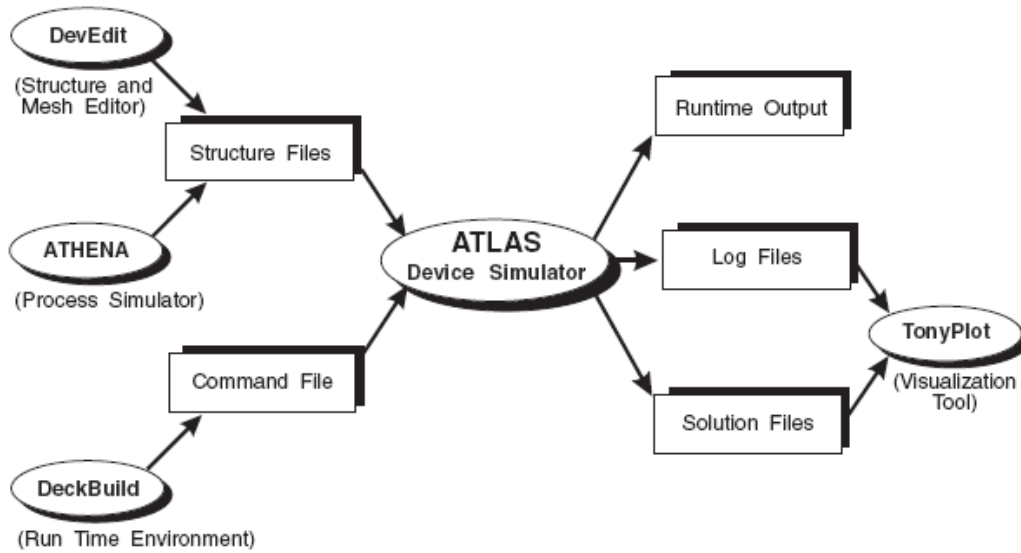 DevEdit
(Structure and
Mesh Editor)
Structure Files
ATHENA
(Process Simulator)
Command File
DeckBuild
(Run Time Environment)
ATLAS
Device Simulator
Runtime Output
Log Files
Solution Files
TonyPlot
(Visualization
Tool)